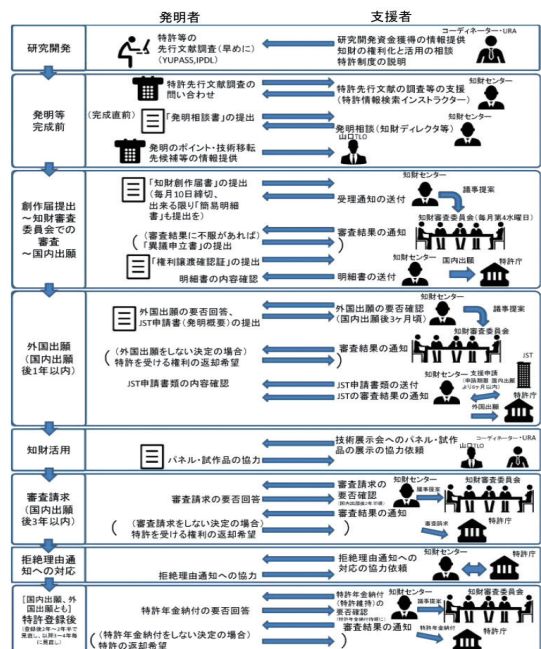 発明者
支援者
研究開発
特許等の
先行文献調査(早めに)
(YUPASS,IPDL)
研究開発資金獲得の情報提供
知財の権利化と活用の相談
特許制度の説明
コーディネーター・URA
発明等
完成前
特許先行文献調査の
問い合わせ
特許先行文献の調査等の支援
(特許情報検索インストラクター)
知財センター
(完成直前)
「発明相談書」の提出
発明相談(知財ディレクタ等)
知財センター
発明のポイント・技術移転
先候補等の情報提供
山口TLO
創作届提出
~知財審査
委員会での
審査
~国内出願
「知財創作届書」の提出
(毎月10日締切、
出来る限り「簡易明細
書」も提出を)
受理通知の送付
知財センター
議事提案
知財審査委員会(毎月第4水曜日)
(審査結果に不服があれば)
「異議申立書」の提出
審査結果の通知
「権利譲渡確認証」の提出
明細書の内容確認
明細書の送付
知財センター
国内出願
特許庁
外国出願
(国内出願
後1年以内)
外国出願の要否回答、
JST申請書(発明概要)の提出
外国出願の要否確認
(国内出願後3ヶ月頃)
知財センター
議事提案
知財審査委員会
(外国出願をしない決定の場合)
特許を受ける権利の返却希望
審査結果の通知
JST申請書類の内容確認
JST申請書類の送付
JSTの審査結果の通知
知財センター
支援申請
(申請期限 国内出願
より6ヶ月以内)
JST
外国出願
特許庁
知財活用
パネル・試作品の協力
技術展示会へのパネル・試作
品の展示の協力依頼
山口TLO
コーディネーター・URA
審査請求
(国内出願
後3年以内)
審査請求の要否回答
審査請求の
要否確認
知財センター
議事提案
知財審査委員会
(審査請求をしない決定の場合)
特許を受ける権利の返却希望
審査結果の通知
審査請求
特許庁
拒絶理由通
知への対応
拒絶理由通知への協力
拒絶理由通知への
対応の協力依頼
知財センター
特許庁
[国内出願、外
国出願とも]
特許登録後
特許年金納付の要否回答
特許年金納付
(特許維持)の
要否確認
知財センター
議事提案
知財審査委員会
(特許年金納付をしない決定の場合)
特許の返却希望
審査結果の通知
特許年金納付
特許庁